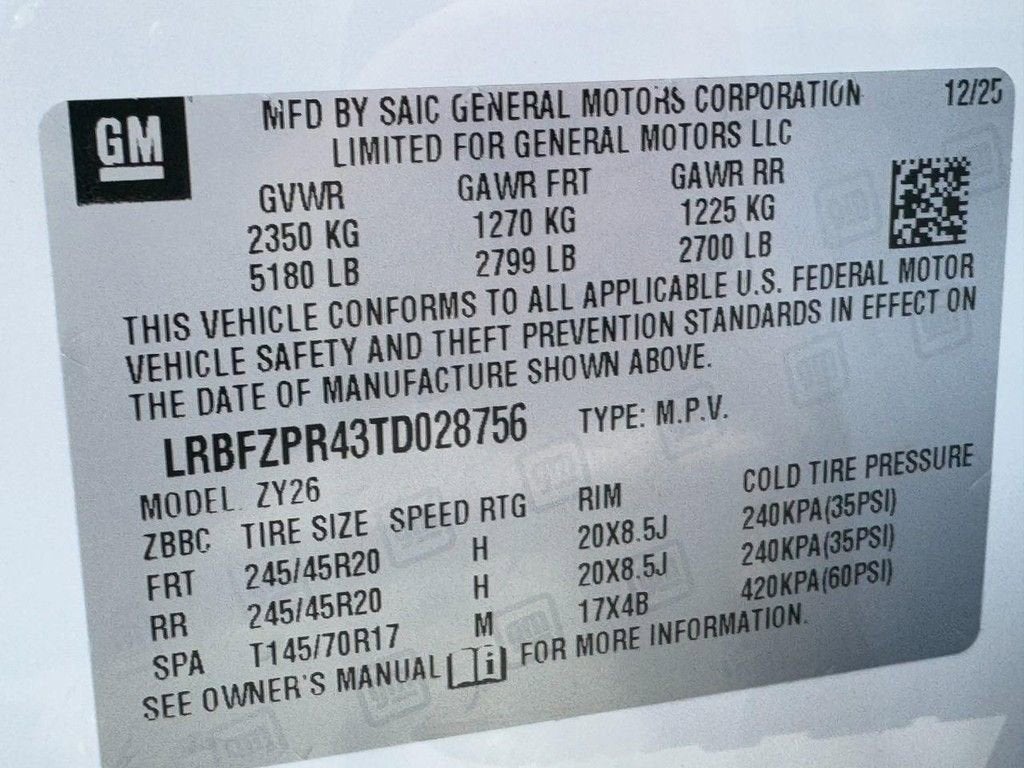 GM
MFD BY SAIC GENERAL MOTORS CORPORATION 12/25
LIMITED FOR GENERAL MOTORS LLC
GVWR GAWR FRT GAWR RR
2350 KG 1270 KG 1225 KG
5180 LB 2799 LB 2700 LB
THIS VEHICLE CONFORMS TO ALL APPLICABLE U.S. FEDERAL MOTOR
VEHICLE SAFETY AND THEFT PREVENTION STANDARDS IN EFFECT ON
THE DATE OF MANUFACTURE SHOWN ABOVE.
LRBFZPR43TD028756 TYPE: M.P.V.
MODEL. ZY26
ZBBC TIRE SIZE SPEED RTG RIM COLD TIRE PRESSURE
FRT 245/45R20 H 20X8.5J 240KPA(35PSI)
RR 245/45R20 H 20X8.5J 240KPA(35PSI)
SPA T145/70R17 M 17X4B 420KPA(60PSI)
SEE OWNER'S MANUAL FOR MORE INFORMATION.